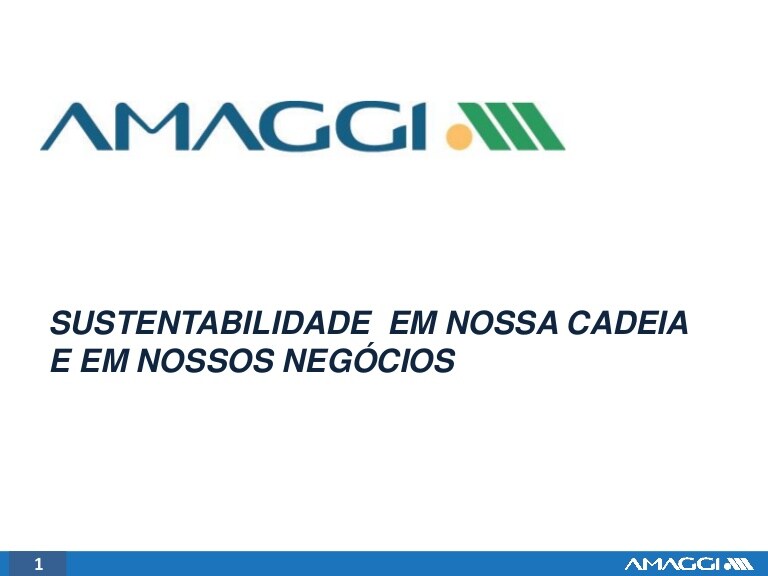 AMAGGI
SUSTENTABILIDADE EM NOSSA CADEIA
E EM NOSSOS NEGÓCIOS
1
AMAGGI